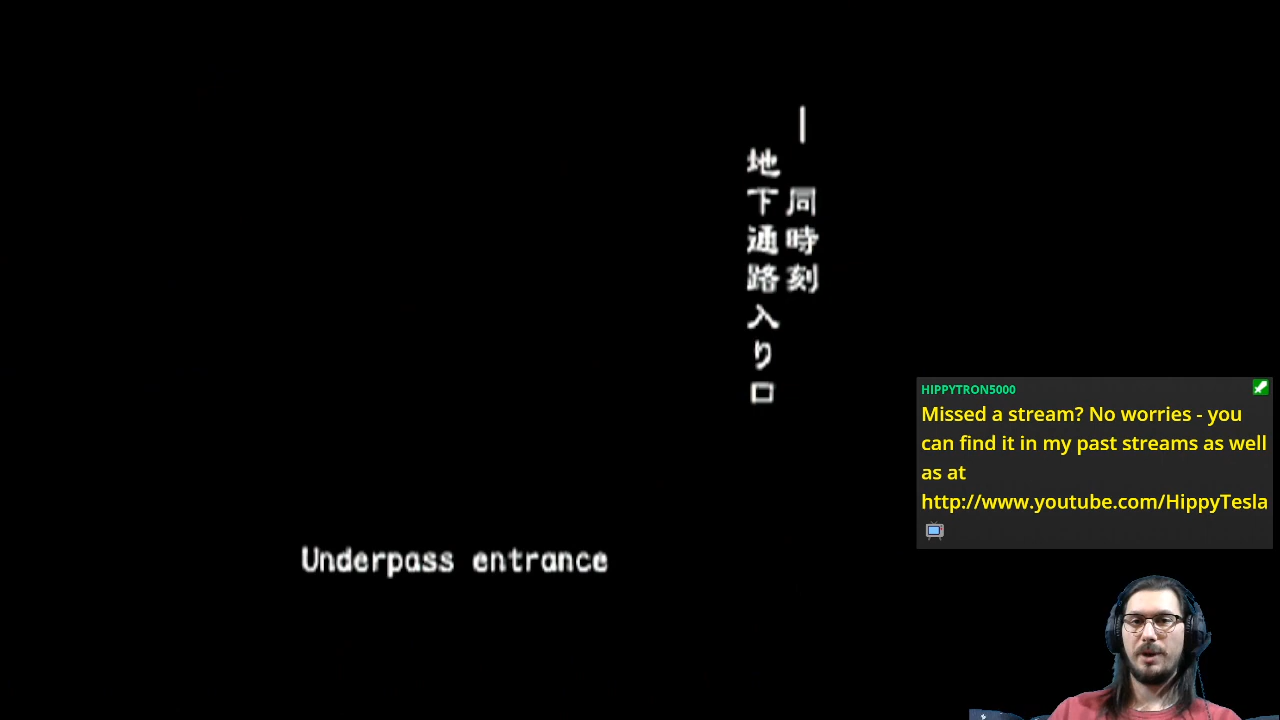 ― 同時刻
地下通路入り口
Underpass entrance
HIPPYTRON5000
Missed a stream? No worries - you
can find it in my past streams as well
as at
http://www.youtube.com/HippyTesla